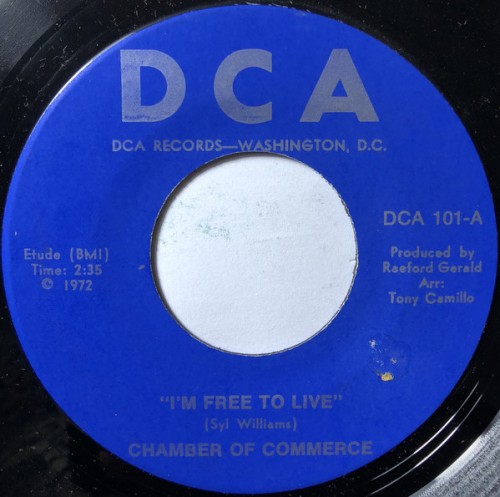 DCA
DCA RECORDS—WASHINGTON, D.C.
DCA 101-A
Etude (BMI)
Time: 2:35
© 1972
Produced by
Raeford Gerald
Arr:
Tony Camillo
"I'M FREE TO LIVE"
(Syl Williams)
CHAMBER OF COMMERCE